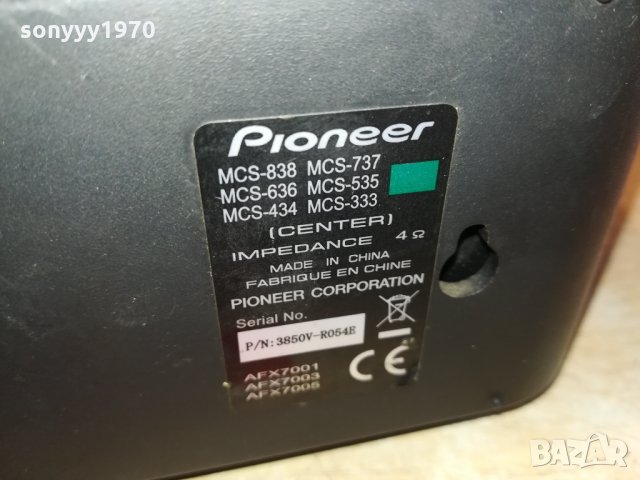 sonyyy1970
Pioneer
MCS-838 MCS-737
MCS-636 MCS-535
MCS-434 MCS-333
(CENTER)
IMPEDANCE 4 Ω
MADE IN CHINA
FABRIQUE EN CHINE
PIONEER CORPORATION
Serial No.
P/N:3850V-R054E
CE
AFX7001
AFX7003
AFX7005
BAZAR